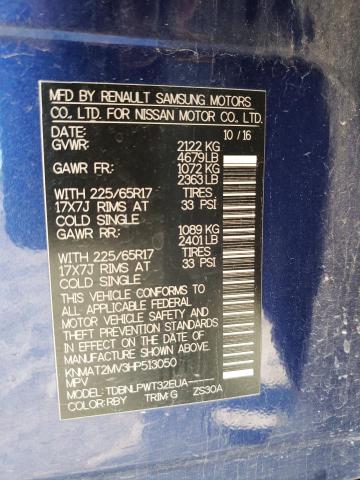 MFD BY RENAULT SAMSUNG MOTORS
CO., LTD. FOR NISSAN MOTOR CO., LTD.
DATE: 10 / 16
GVWR: 2122 KG
4679 LB
GAWR FR: 1072 KG
2363 LB
WITH 225/65R17 TIRES
17X7J RIMS AT 33 PSI
COLD SINGLE
GAWR RR: 1089 KG
2401 LB
WITH 225/65R17 TIRES
17X7J RIMS AT 33 PSI
COLD SINGLE
THIS VEHICLE CONFORMS TO
ALL APPLICABLE FEDERAL
MOTOR VEHICLE SAFETY AND
THEFT PREVENTION STANDARDS
IN EFFECT ON THE DATE OF
MANUFACTURE SHOWN ABOVE.
KNMAT2MV3HP513050
MPV
MODEL: TDBNLPWT32EUA-----
COLOR:RBY TRIM:G ZS30A